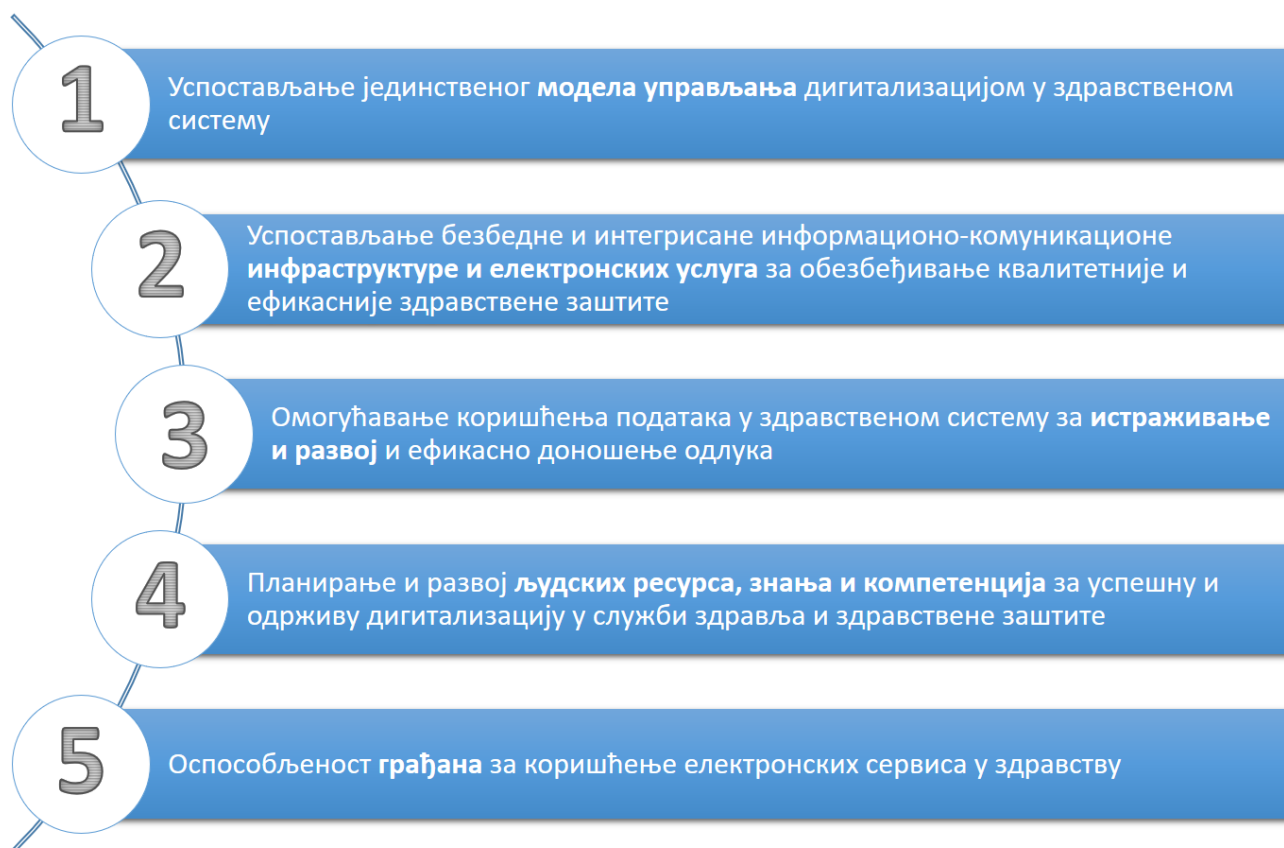 1
Успостављање јединственог модела управљања дигитализацијом у здравственом
систему
2
Успостављање безбедне и интегрисане информационо-комуникационе
инфраструктуре и електронских услуга за обезбеђивање квалитетније и
ефикасније здравствене заштите
3
Омогућавање коришћења података у здравственом систему за истраживање
и развој и ефикасно доношење одлука
4
Планирање и развој људских ресурса, знања и компетенција за успешну и
одрживу дигитализацију у служби здравља и здравствене заштите
5
Оспособљеност грађана за коришћење електронских сервиса у здравству